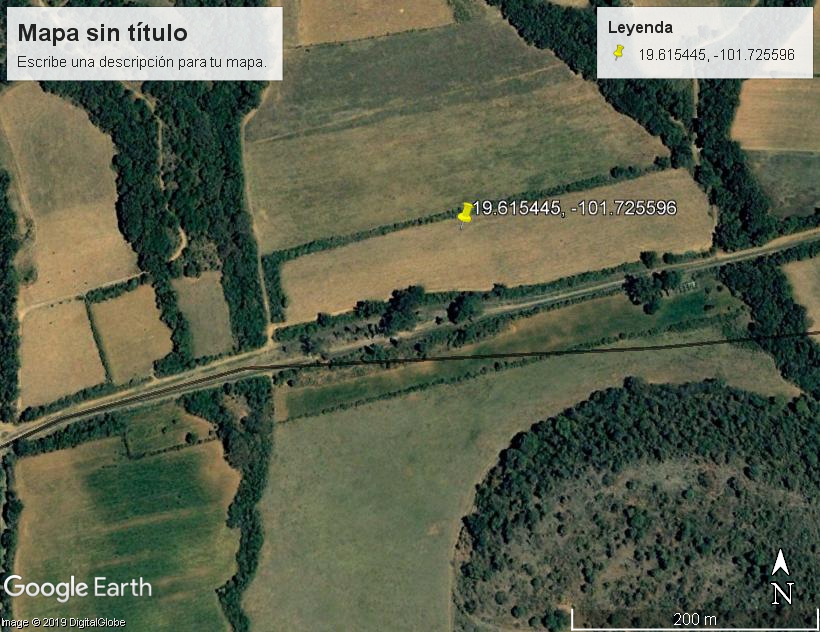 Mapa sin título
Escribe una descripción para tu mapa.
Leyenda
19.615445, -101.725596
19.615445, -101.725596
Google Earth
Image © 2019 DigitalGlobe
N
200 m